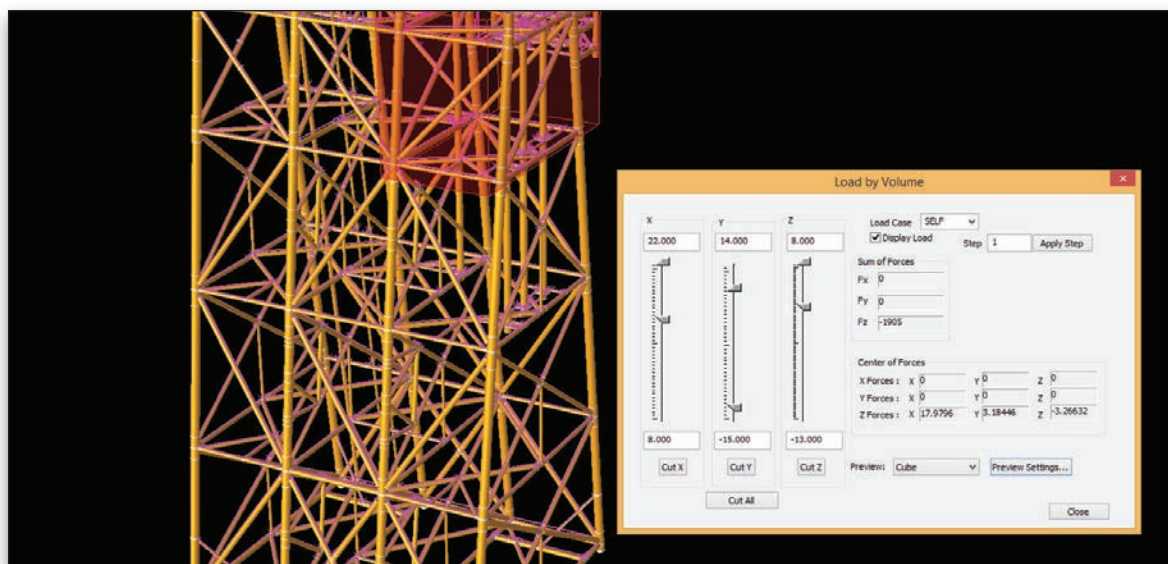 Load by Volume
X
Y
Z
22.000
14.000
8.000
8.000
-15.000
-13.000
Cut X
Cut Y
Cut Z
Cut All
Load Case SELF
Display Load
Step 1 Apply Step
Sum of Forces
Fx 0
Fy 0
Fz -1905
Center of Forces
X Forces : X 0 Y 0 Z 0
Y Forces : X 0 Y 0 Z 0
Z Forces : X 17.9796 Y 3.18446 Z -3.26632
Preview: Cube Preview Settings...
Close